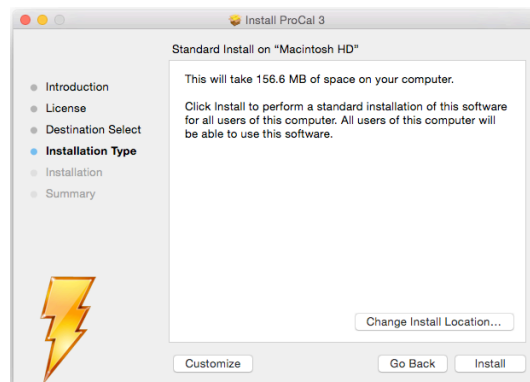 Install ProCal 3
Standard Install on “Macintosh HD”
Introduction
License
Destination Select
Installation Type
Installation
Summary
This will take 156.6 MB of space on your computer.
Click Install to perform a standard installation of this software
for all users of this computer. All users of this computer will
be able to use this software.
Change Install Location...
Customize
Go Back
Install